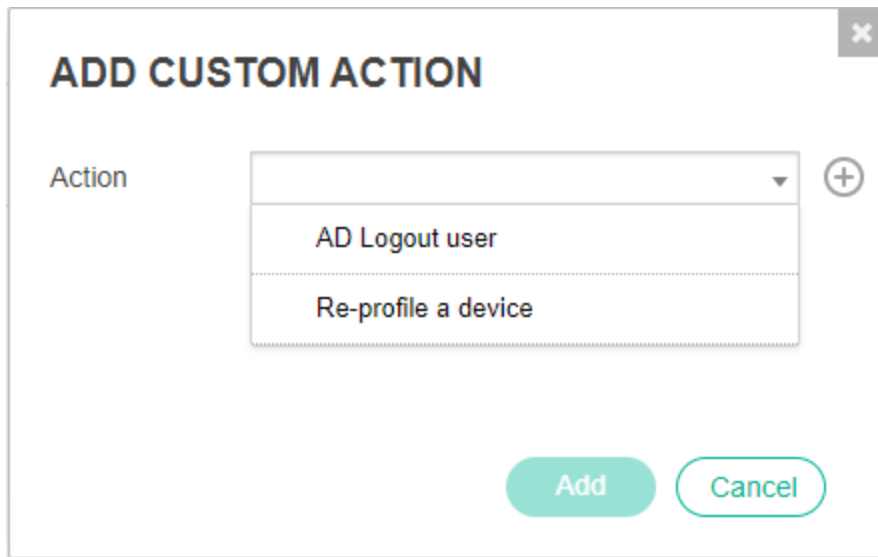 ADD CUSTOM ACTION
Action
AD Logout user
Re-profile a device
Add
Cancel